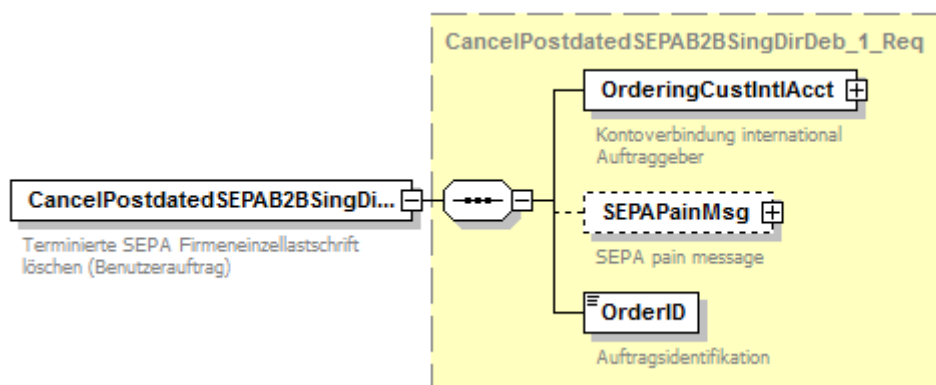 CancelPostdatedSEPAB2BSingDirDeb_1_Req
OrderingCustIntlAcct
Kontoverbindung international
Auftraggeber
CancelPostdatedSEPAB2BSingDi...
Terminierte SEPA Firmeneinzellastschrift
löschen (Benutzerauftrag)
SEPAPainMsg
SEPA pain message
OrderID
Auftragsidentifikation